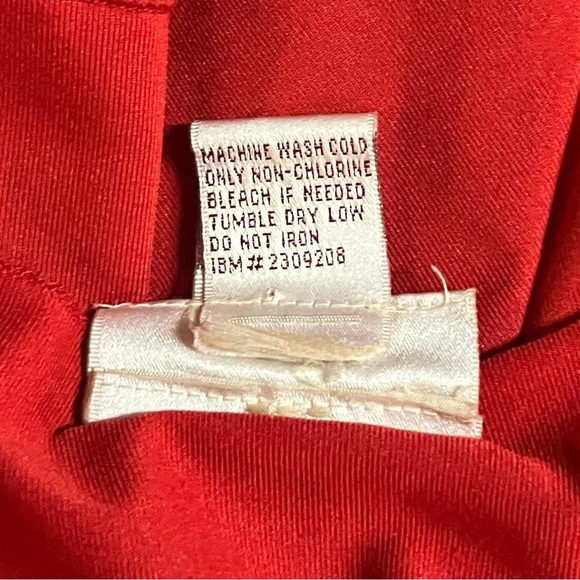 MACHINE WASH COLD
ONLY NON-CHLORINE
BLEACH IF NEEDED
TUMBLE DRY LOW
DO NOT IRON
IBM# 2309208